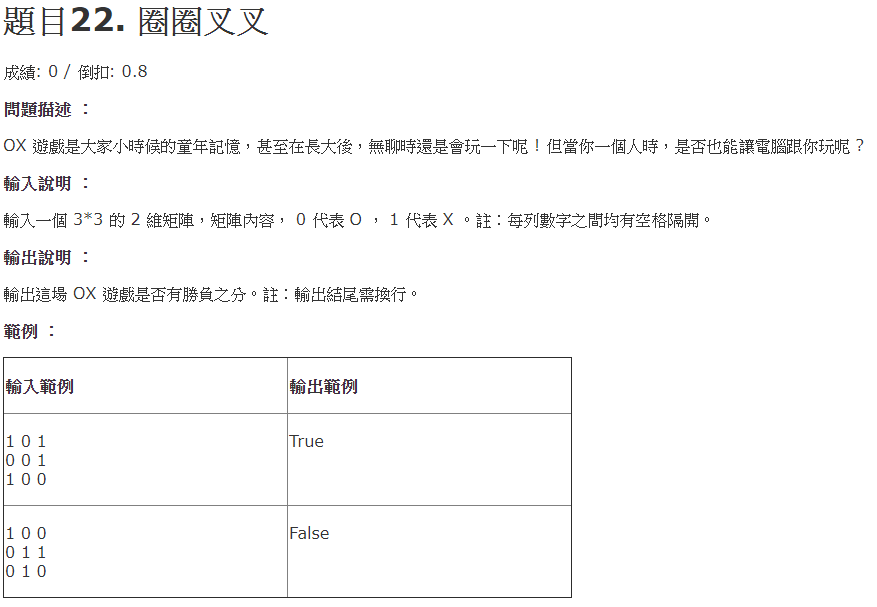 題目22. 圈圈叉叉
成績: 0 / 倒扣: 0.8
問題描述 ：
OX 遊戲是大家小時候的童年記憶，甚至在長大後，無聊時還是會玩一下呢！但當你一個人時，是否也能讓電腦跟你玩呢？
輸入說明 ：
輸入一個 3*3 的 2 維矩陣，矩陣內容， 0 代表 O ， 1 代表 X 。註：每列數字之間均有空格隔開。
輸出說明 ：
輸出這場 OX 遊戲是否有勝負之分。註：輸出結尾需換行。
範例 ：
輸入範例 輸出範例
1 0 1 True
0 0 1
1 0 0
1 0 0 False
0 1 1
0 1 0